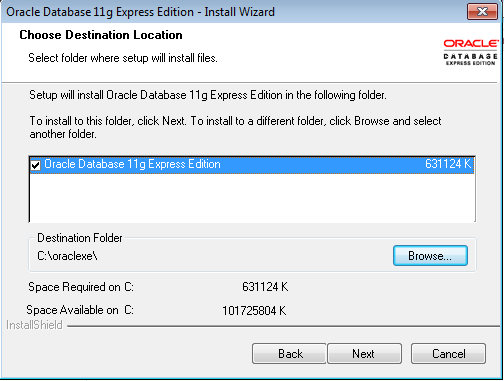 Oracle Database 11g Express Edition - Install Wizard
Choose Destination Location
Select folder where setup will install files.
ORACLE
DATABASE
EXPRESS EDITION
Setup will install Oracle Database 11g Express Edition in the following folder.
To install to this folder, click Next. To install to a different folder, click Browse and select
another folder.
Oracle Database 11g Express Edition 631124 K
Destination Folder
C:\oraclexe\
Browse...
Space Required on C: 631124 K
Space Available on C: 101725804 K
InstallShield
Back Next Cancel